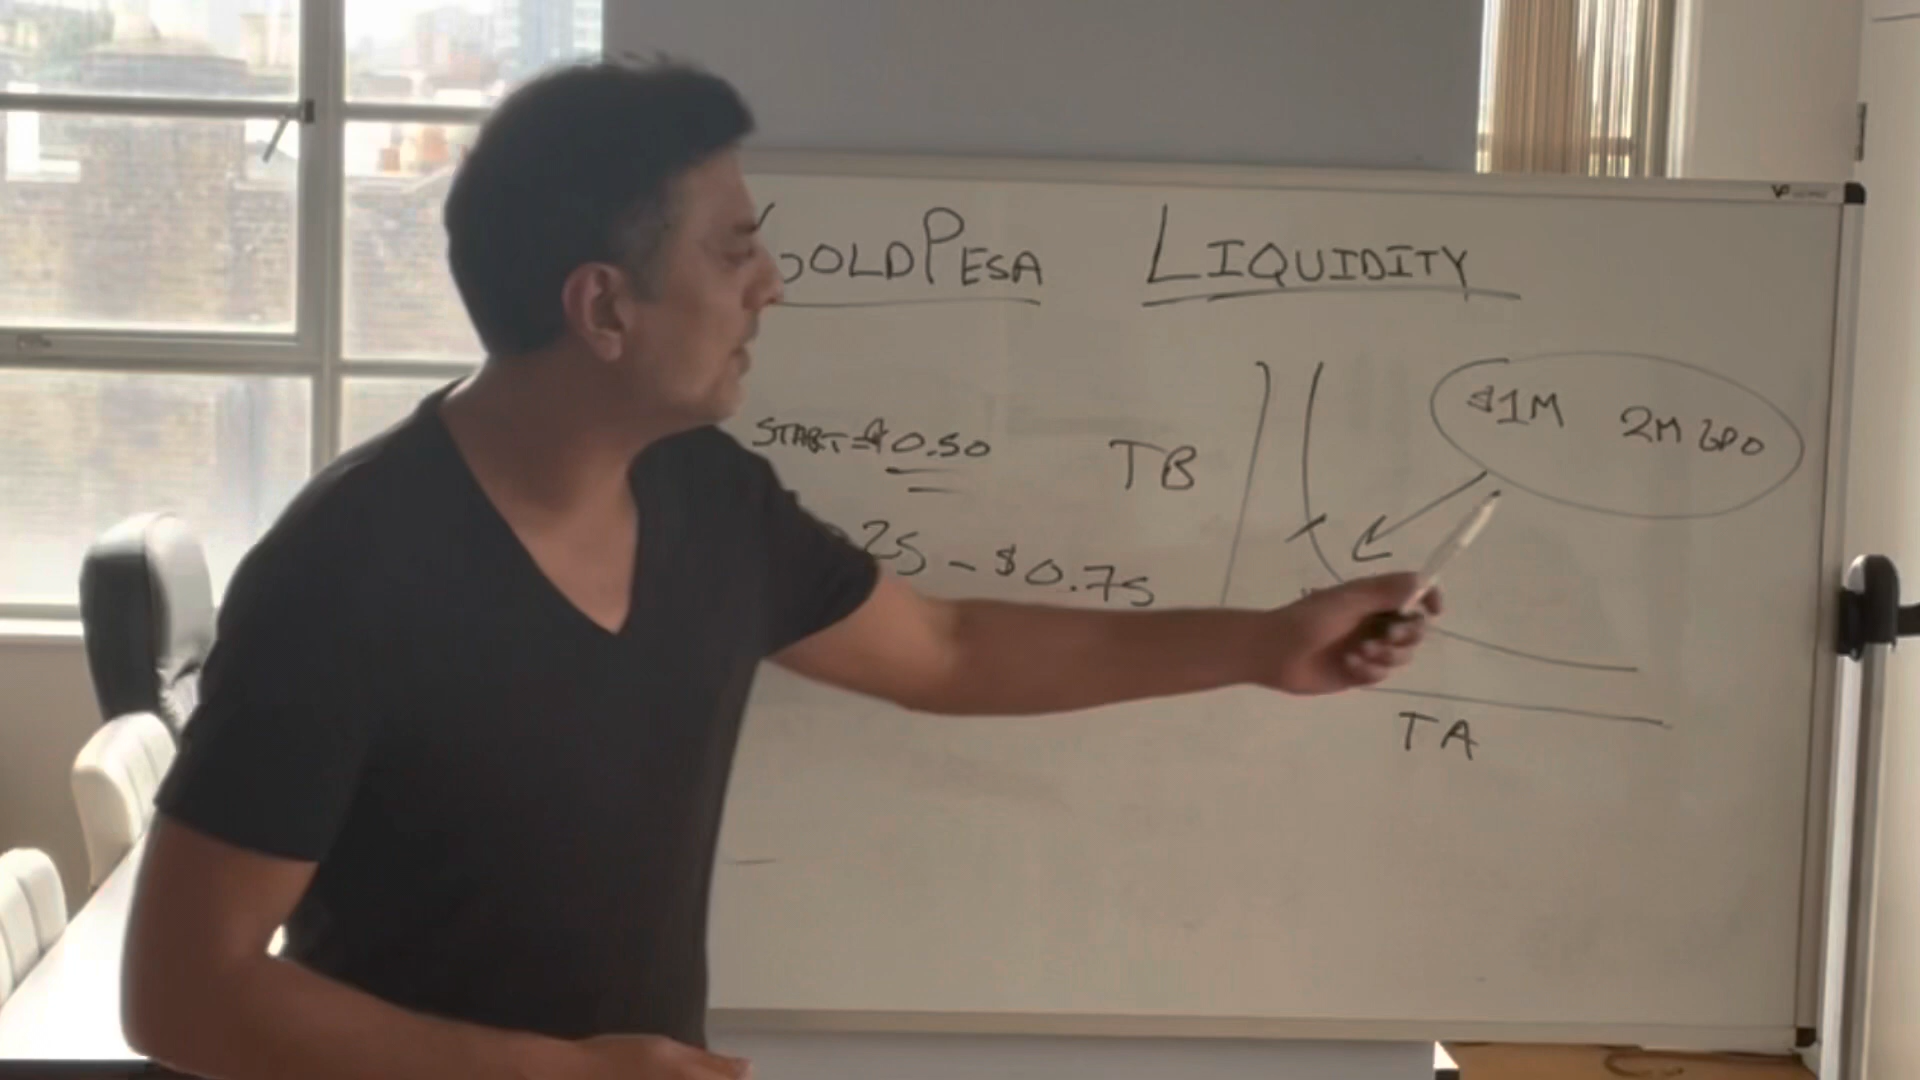 GOLDPESA LIQUIDITY
START=$0.50
TB
$1M 2M GPO
25 - $0.75
TA